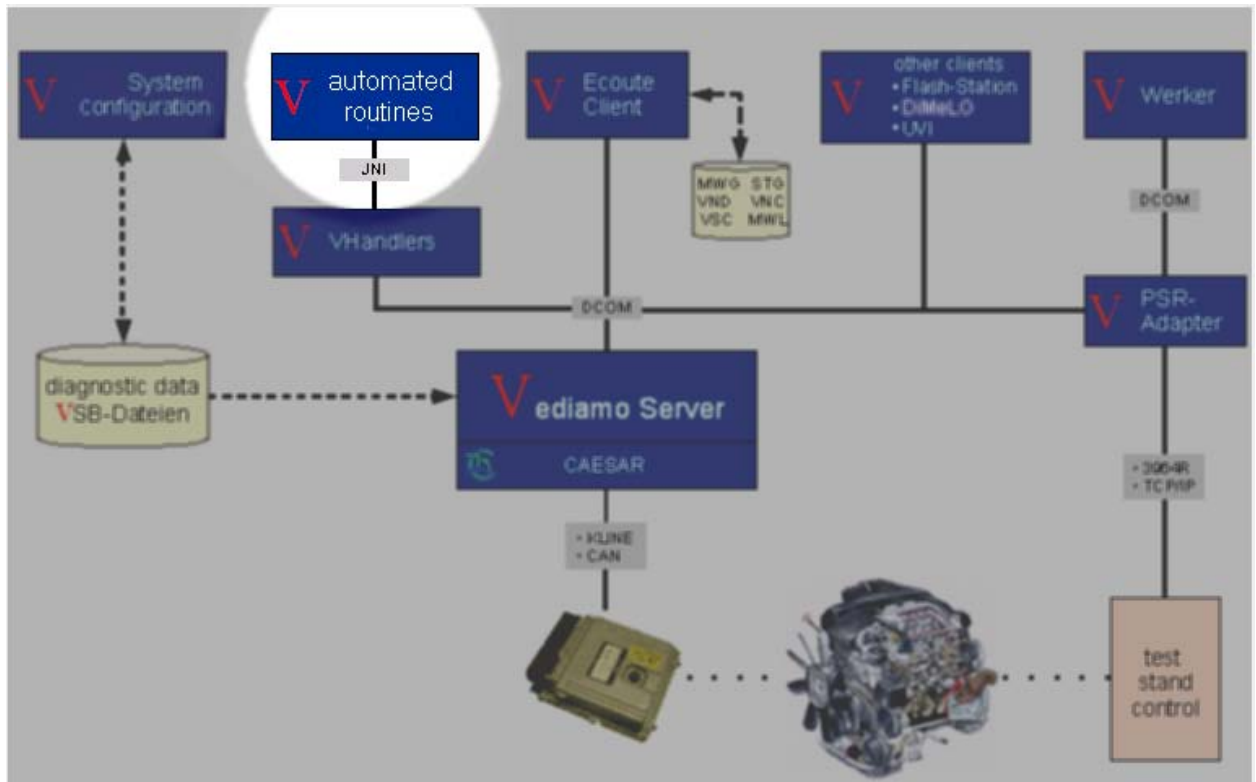 V System
configuration
V automated
routines
V Ecoute
Client
other clients
V • Flash-Station
• DiMeLO
• UVI
V Werker
JNI
MWG STG
VND VNC
VSC MWL
DCOM
V VHandlers
DCOM
V PSR-
Adapter
diagnostic data
VSB-Dateien
Vediamo Server
CAESAR
• 3964R
• TCP/IP
• KLINE
• CAN
test
stand
control